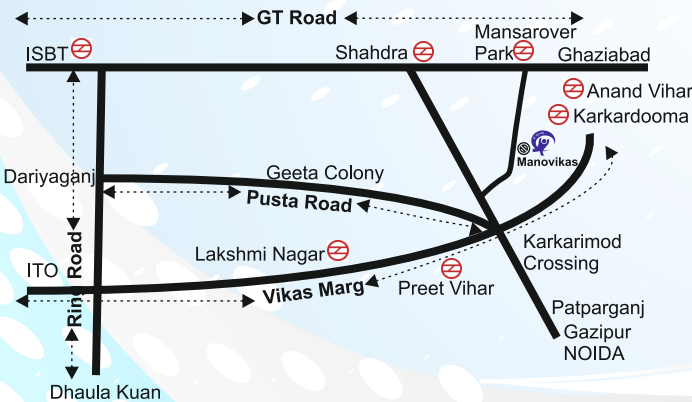 GT Road
ISBT
Shahdra
Mansarover
Park
Ghaziabad
Anand Vihar
Karkardooma
Manovikas
Dariyaganj
Geeta Colony
Pusta Road
Ring Road
Lakshmi Nagar
Karkarimod
Crossing
ITO
Vikas Marg
Preet Vihar
Patparganj
Gazipur
NOIDA
Dhaula Kuan